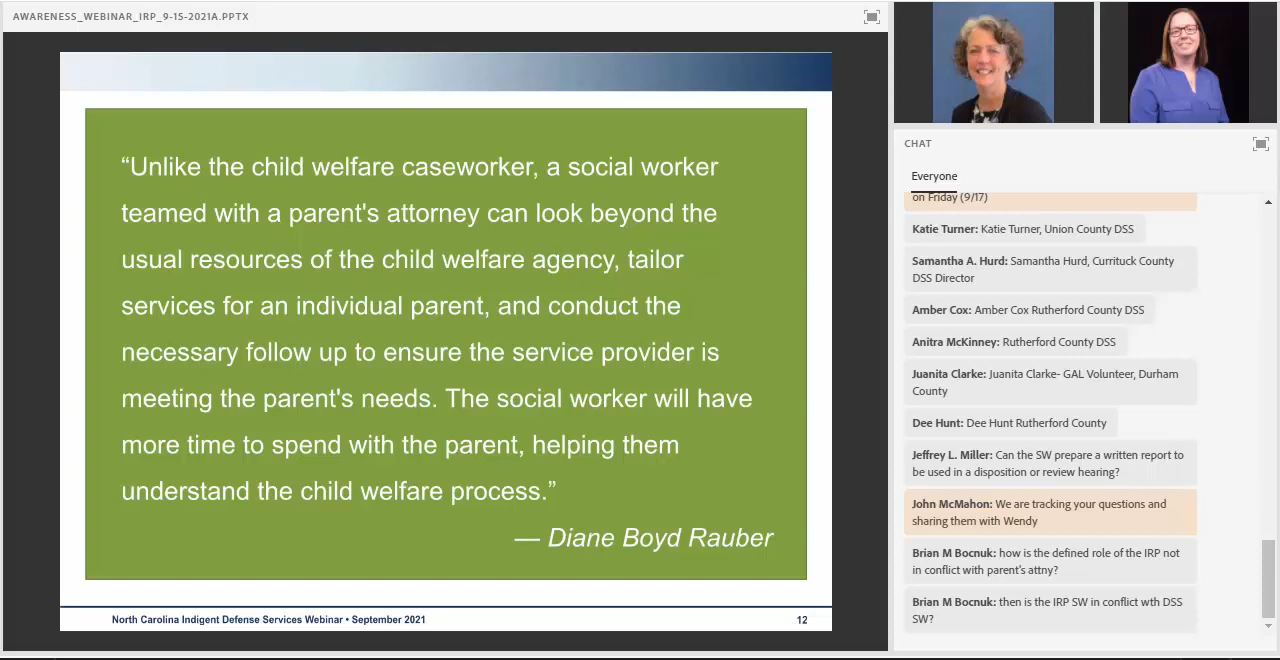 AWARENESS_WEBINAR_IRP_9-15-2021A.PPTX
“Unlike the child welfare caseworker, a social worker
teamed with a parent's attorney can look beyond the
usual resources of the child welfare agency, tailor
services for an individual parent, and conduct the
necessary follow up to ensure the service provider is
meeting the parent's needs. The social worker will have
more time to spend with the parent, helping them
understand the child welfare process.”
— Diane Boyd Rauber
North Carolina Indigent Defense Services Webinar • September 2021
12
CHAT
Everyone
on Friday (9/17)
Katie Turner: Katie Turner, Union County DSS
Samantha A. Hurd: Samantha Hurd, Currituck County
DSS Director
Amber Cox: Amber Cox Rutherford County DSS
Anitra McKinney: Rutherford County DSS
Juanita Clarke: Juanita Clarke- GAL Volunteer, Durham
County
Dee Hunt: Dee Hunt Rutherford County
Jeffrey L. Miller: Can the SW prepare a written report to
be used in a disposition or review hearing?
John McMahon: We are tracking your questions and
sharing them with Wendy
Brian M Bocnuk: how is the defined role of the IRP not
in conflict with parent's attny?
Brian M Bocnuk: then is the IRP SW in conflict wth DSS
SW?